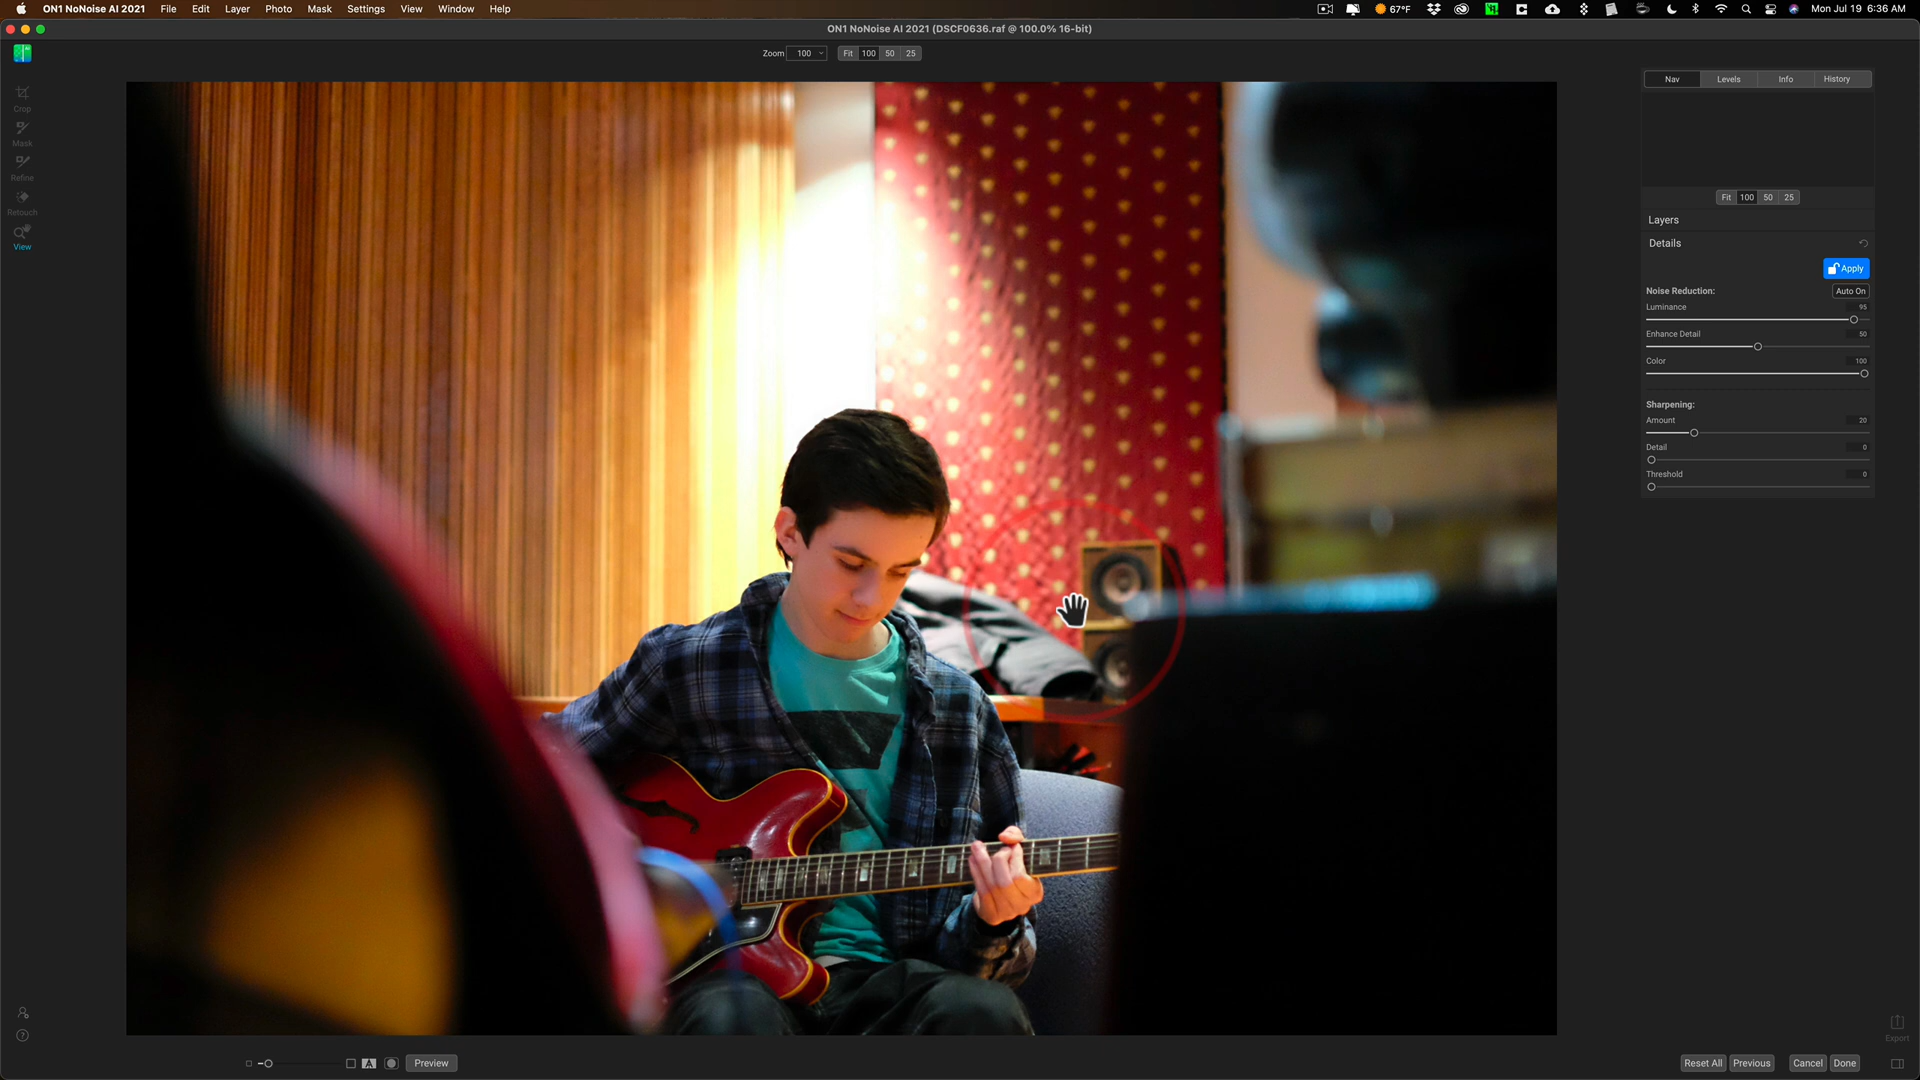 ON1 NoNoise AI 2021 File Edit Layer Photo Mask Settings View Window Help 67°F Mon Jul 19 6:36 AM
ON1 NoNoise AI 2021 (DSCF0636.raf @ 100.0% 16-bit)
Zoom 100 Fit 100 50 25
Nav Levels Info History
Crop
Mask
Refine
Retouch
View
Fit 100 50 25
Layers
Details
Apply
Noise Reduction: Auto On
Luminance 95
Enhance Detail 50
Color 100
Sharpening:
Amount 20
Detail 0
Threshold 0
Export
A Preview Reset All Previous Cancel Done